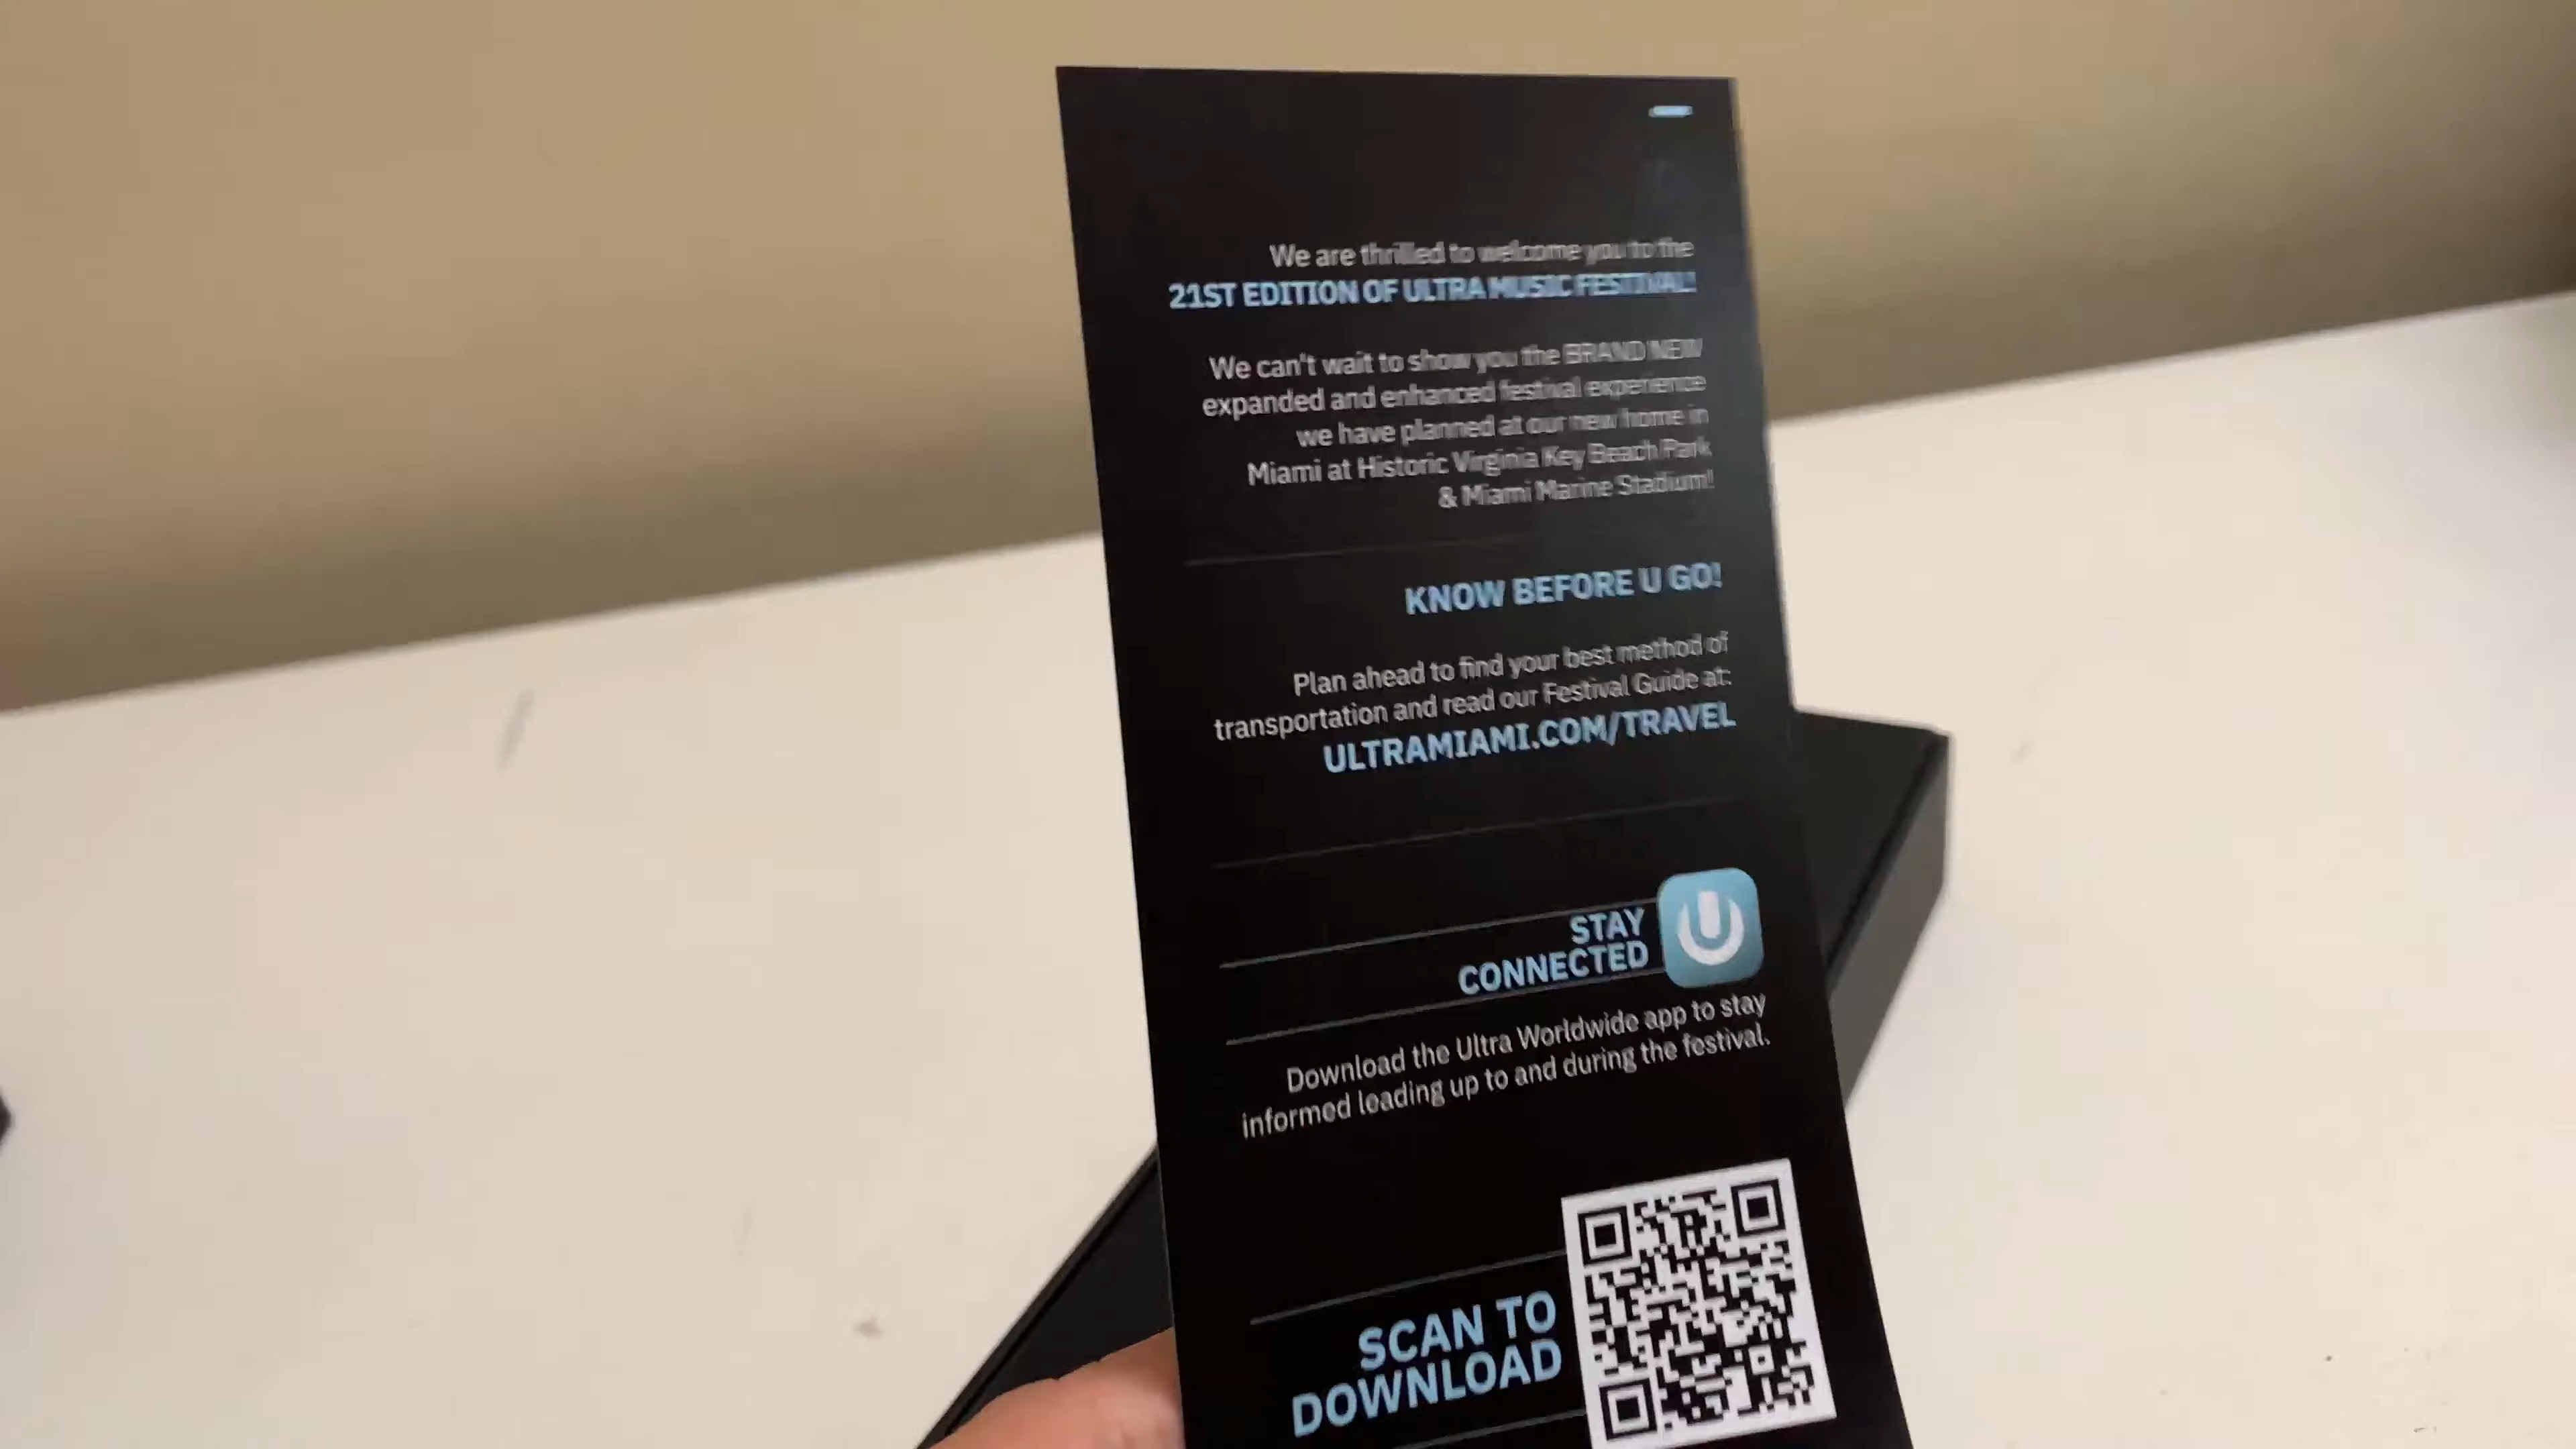 We are thrilled to welcome you to the
21ST EDITION OF ULTRA MUSIC FESTIVAL!
We can't wait to show you the BRAND NEW
expanded and enhanced festival experience
we have planned at our new home in
Miami at Historic Virginia Key Beach Park
& Miami Marine Stadium!
KNOW BEFORE U GO!
Plan ahead to find your best method of
transportation and read our Festival Guide at:
ULTRAMIAMI.COM/TRAVEL
STAY
CONNECTED
Download the Ultra Worldwide app to stay
informed leading up to and during the festival.
SCAN TO
DOWNLOAD